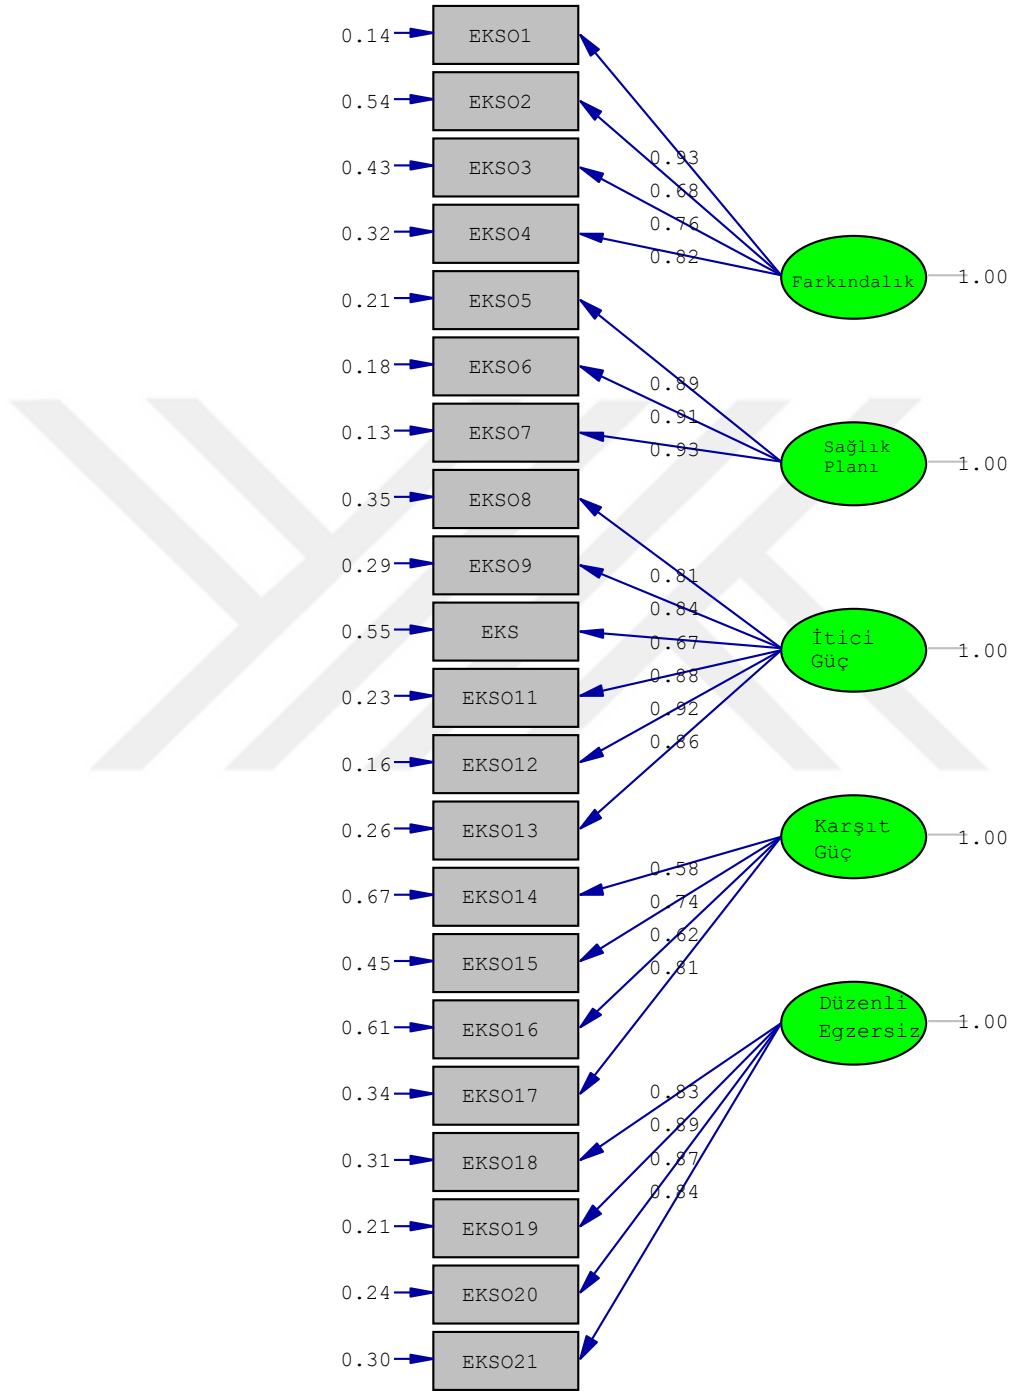 0.14 EKSO1
0.54 EKSO2
0.43 EKSO3
0.32 EKSO4
0.21 EKSO5
0.18 EKSO6
0.13 EKSO7
0.35 EKSO8
0.29 EKSO9
0.55 EKS
0.23 EKSO11
0.16 EKSO12
0.26 EKSO13
0.67 EKSO14
0.45 EKSO15
0.61 EKSO16
0.34 EKSO17
0.31 EKSO18
0.21 EKSO19
0.24 EKSO20
0.30 EKSO21
0.93
0.68
0.76
0.82
Farkındalık 1.00
0.89
0.91
0.93
Sağlık
Planı
1.00
0.81
0.84
0.67
0.88
0.92
0.86
İtici
Güç
1.00
0.58
0.74
0.62
0.81
Karşıt
Güç
1.00
0.83
0.89
0.87
0.84
Düzenli
Egzersiz
1.00